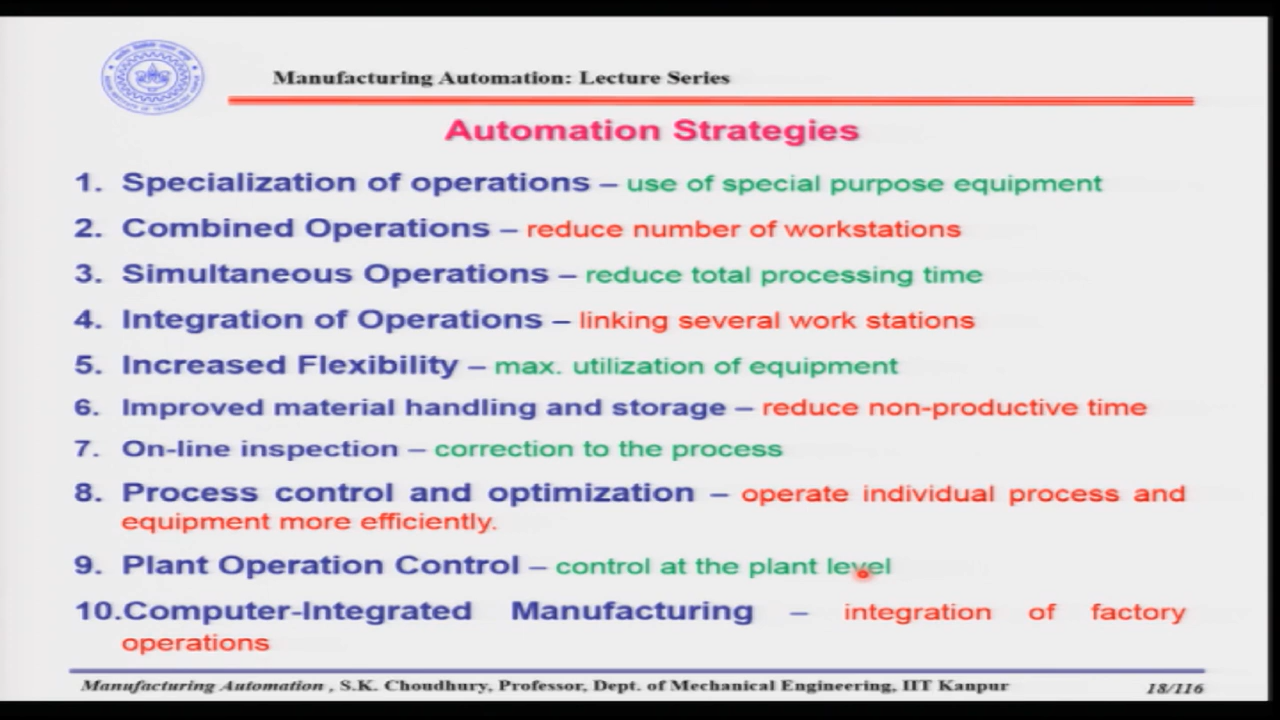 Manufacturing Automation: Lecture Series
Automation Strategies
1. Specialization of operations – use of special purpose equipment
2. Combined Operations – reduce number of workstations
3. Simultaneous Operations – reduce total processing time
4. Integration of Operations – linking several work stations
5. Increased Flexibility – max. utilization of equipment
6. Improved material handling and storage – reduce non-productive time
7. On-line inspection – correction to the process
8. Process control and optimization – operate individual process and
equipment more efficiently.
9. Plant Operation Control – control at the plant level
10.Computer-Integrated Manufacturing – integration of factory
operations
Manufacturing Automation , S.K. Choudhury, Professor, Dept. of Mechanical Engineering, IIT Kanpur 18/116